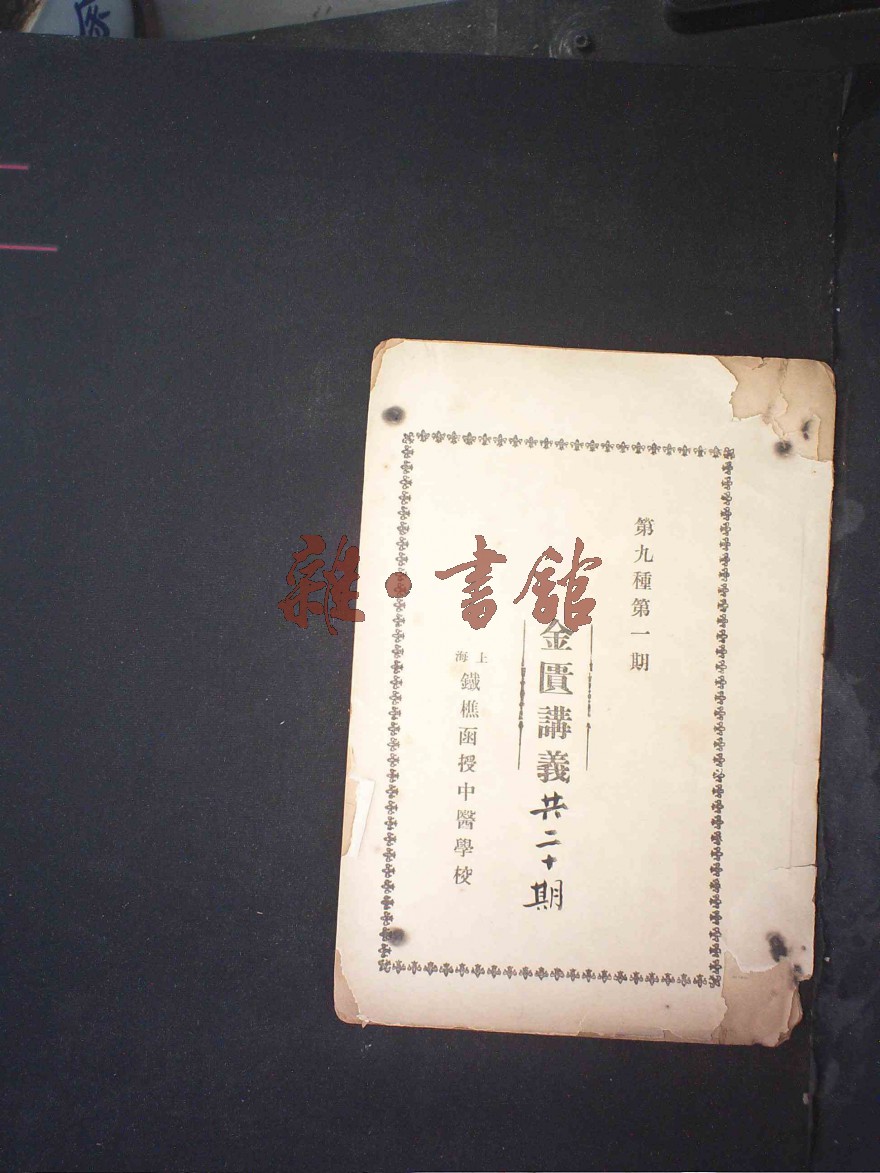 第九種第一期
金匱講義共二十期
上海
鐵樵函授中醫學校
雜·書館